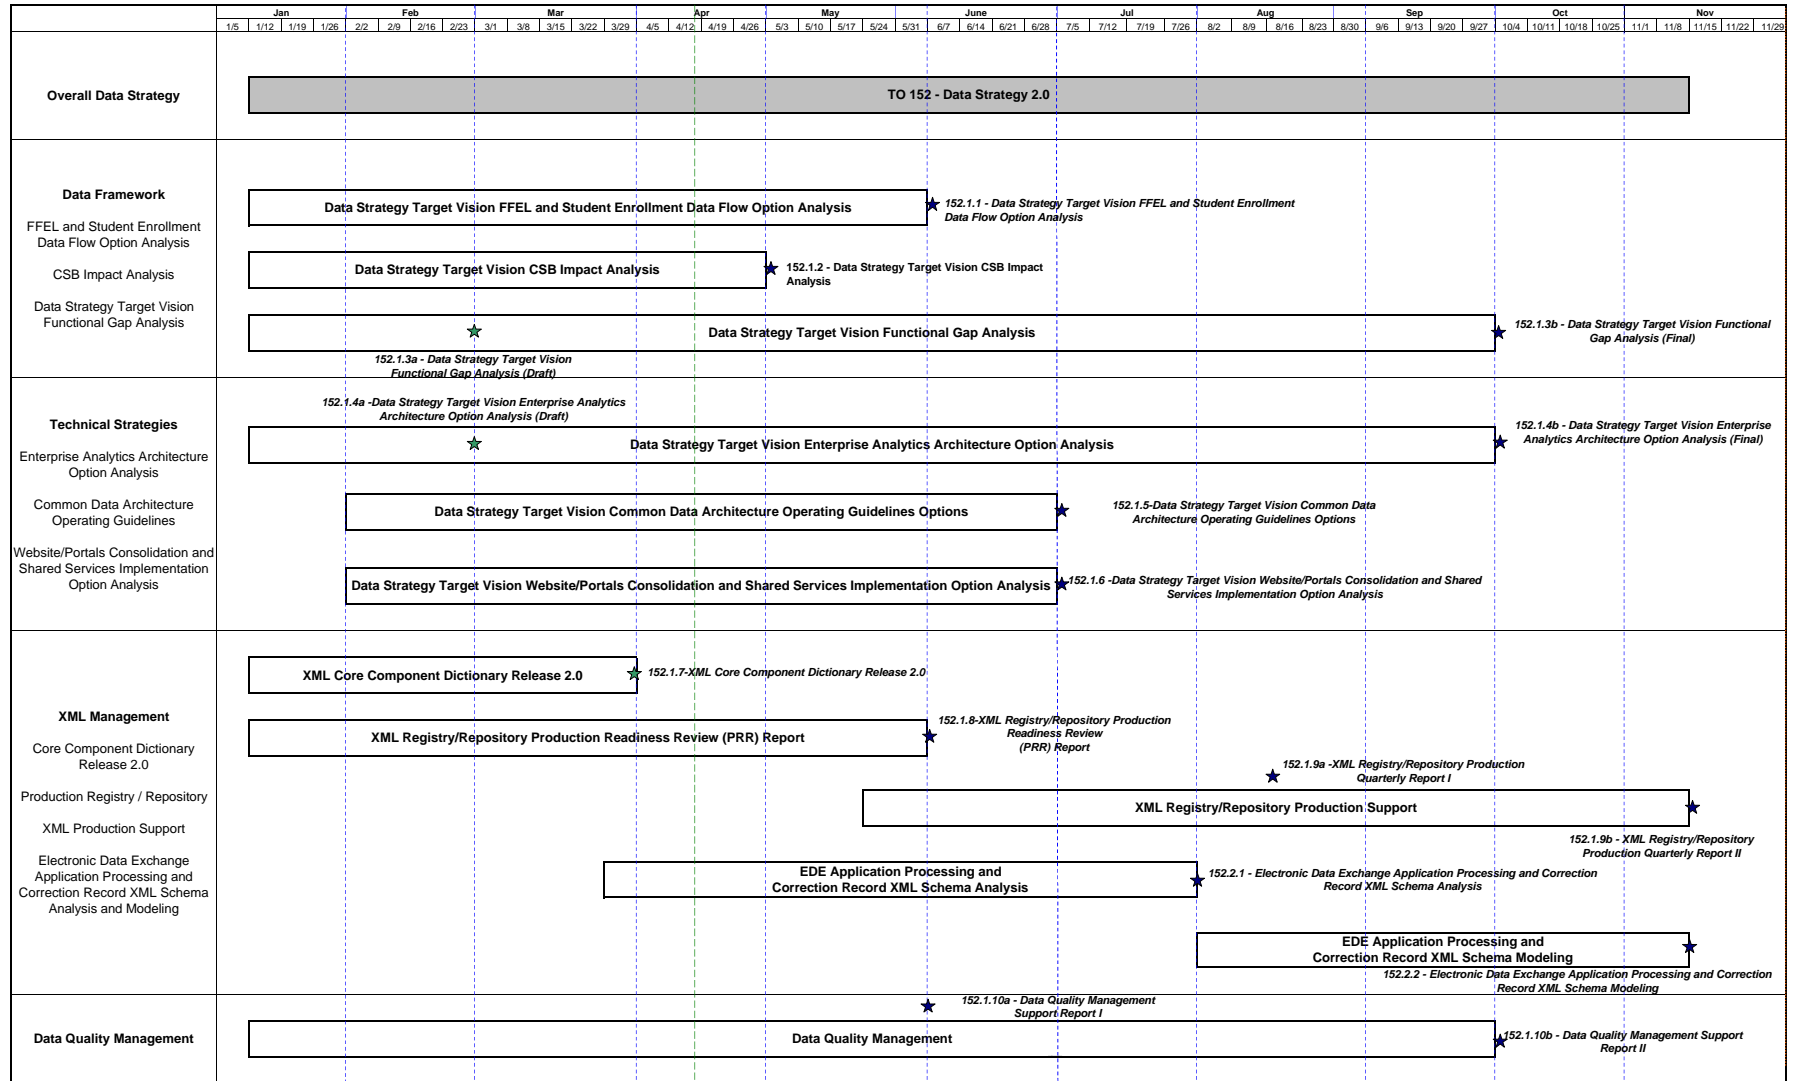 Jan Feb Mar Apr May June Jul Aug Sep Oct Nov
1/5 1/12 1/19 1/26 2/2 2/9 2/16 2/23 3/1 3/8 3/15 3/22 3/29 4/5 4/12 4/19 4/26 5/3 5/10 5/17 5/24 5/31 6/7 6/14 6/21 6/28 7/5 7/12 7/19 7/26 8/2 8/9 8/16 8/23 8/30 9/6 9/13 9/20 9/27 10/4 10/11 10/18 10/25 11/1 11/8 11/15 11/22 11/29
Overall Data Strategy
TO 152 - Data Strategy 2.0
Data Framework
FFEL and Student Enrollment
Data Flow Option Analysis
CSB Impact Analysis
Data Strategy Target Vision
Functional Gap Analysis
Data Strategy Target Vision FFEL and Student Enrollment Data Flow Option Analysis
152.1.1 - Data Strategy Target Vision FFEL and Student Enrollment
Data Flow Option Analysis
Data Strategy Target Vision CSB Impact Analysis
152.1.2 - Data Strategy Target Vision CSB Impact
Analysis
Data Strategy Target Vision Functional Gap Analysis
152.1.3b - Data Strategy Target Vision Functional
Gap Analysis (Final)
152.1.3a - Data Strategy Target Vision
Functional Gap Analysis (Draft)
Technical Strategies
Enterprise Analytics Architecture
Option Analysis
Common Data Architecture
Operating Guidelines
Website/Portals Consolidation and
Shared Services Implementation
Option Analysis
152.1.4a -Data Strategy Target Vision Enterprise Analytics
Architecture Option Analysis (Draft)
Data Strategy Target Vision Enterprise Analytics Architecture Option Analysis
152.1.4b - Data Strategy Target Vision Enterprise
Analytics Architecture Option Analysis (Final)
Data Strategy Target Vision Common Data Architecture Operating Guidelines Options
152.1.5-Data Strategy Target Vision Common Data
Architecture Operating Guidelines Options
Data Strategy Target Vision Website/Portals Consolidation and Shared Services Implementation Option Analysis
152.1.6 -Data Strategy Target Vision Website/Portals Consolidation and Shared
Services Implementation Option Analysis
XML Management
Core Component Dictionary
Release 2.0
Production Registry / Repository
XML Production Support
Electronic Data Exchange
Application Processing and
Correction Record XML Schema
Analysis and Modeling
XML Core Component Dictionary Release 2.0
152.1.7-XML Core Component Dictionary Release 2.0
XML Registry/Repository Production Readiness Review (PRR) Report
152.1.8-XML Registry/Repository Production
Readiness Review
(PRR) Report
152.1.9a -XML Registry/Repository Production
Quarterly Report I
XML Registry/Repository Production Support
152.1.9b - XML Registry/Repository
Production Quarterly Report II
EDE Application Processing and
Correction Record XML Schema Analysis
152.2.1 - Electronic Data Exchange Application Processing and Correction
Record XML Schema Analysis
EDE Application Processing and
Correction Record XML Schema Modeling
152.2.2 - Electronic Data Exchange Application Processing and Correction
Record XML Schema Modeling
Data Quality Management
152.1.10a - Data Quality Management
Support Report I
Data Quality Management
152.1.10b - Data Quality Management Support
Report II